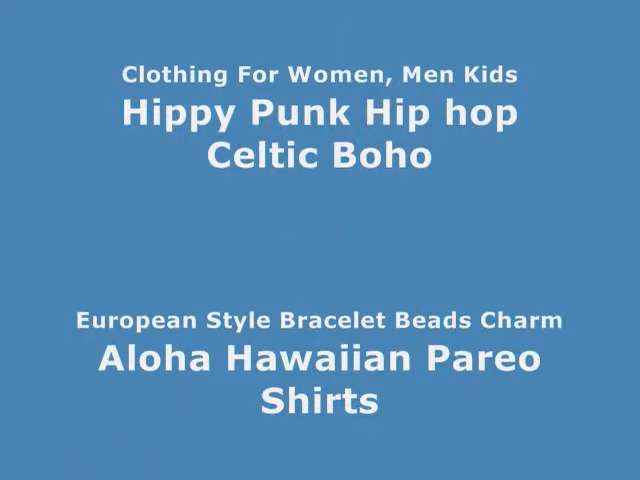 Clothing For Women, Men Kids
Hippy Punk Hip hop
Celtic Boho
European Style Bracelet Beads Charm
Aloha Hawaiian Pareo
Shirts